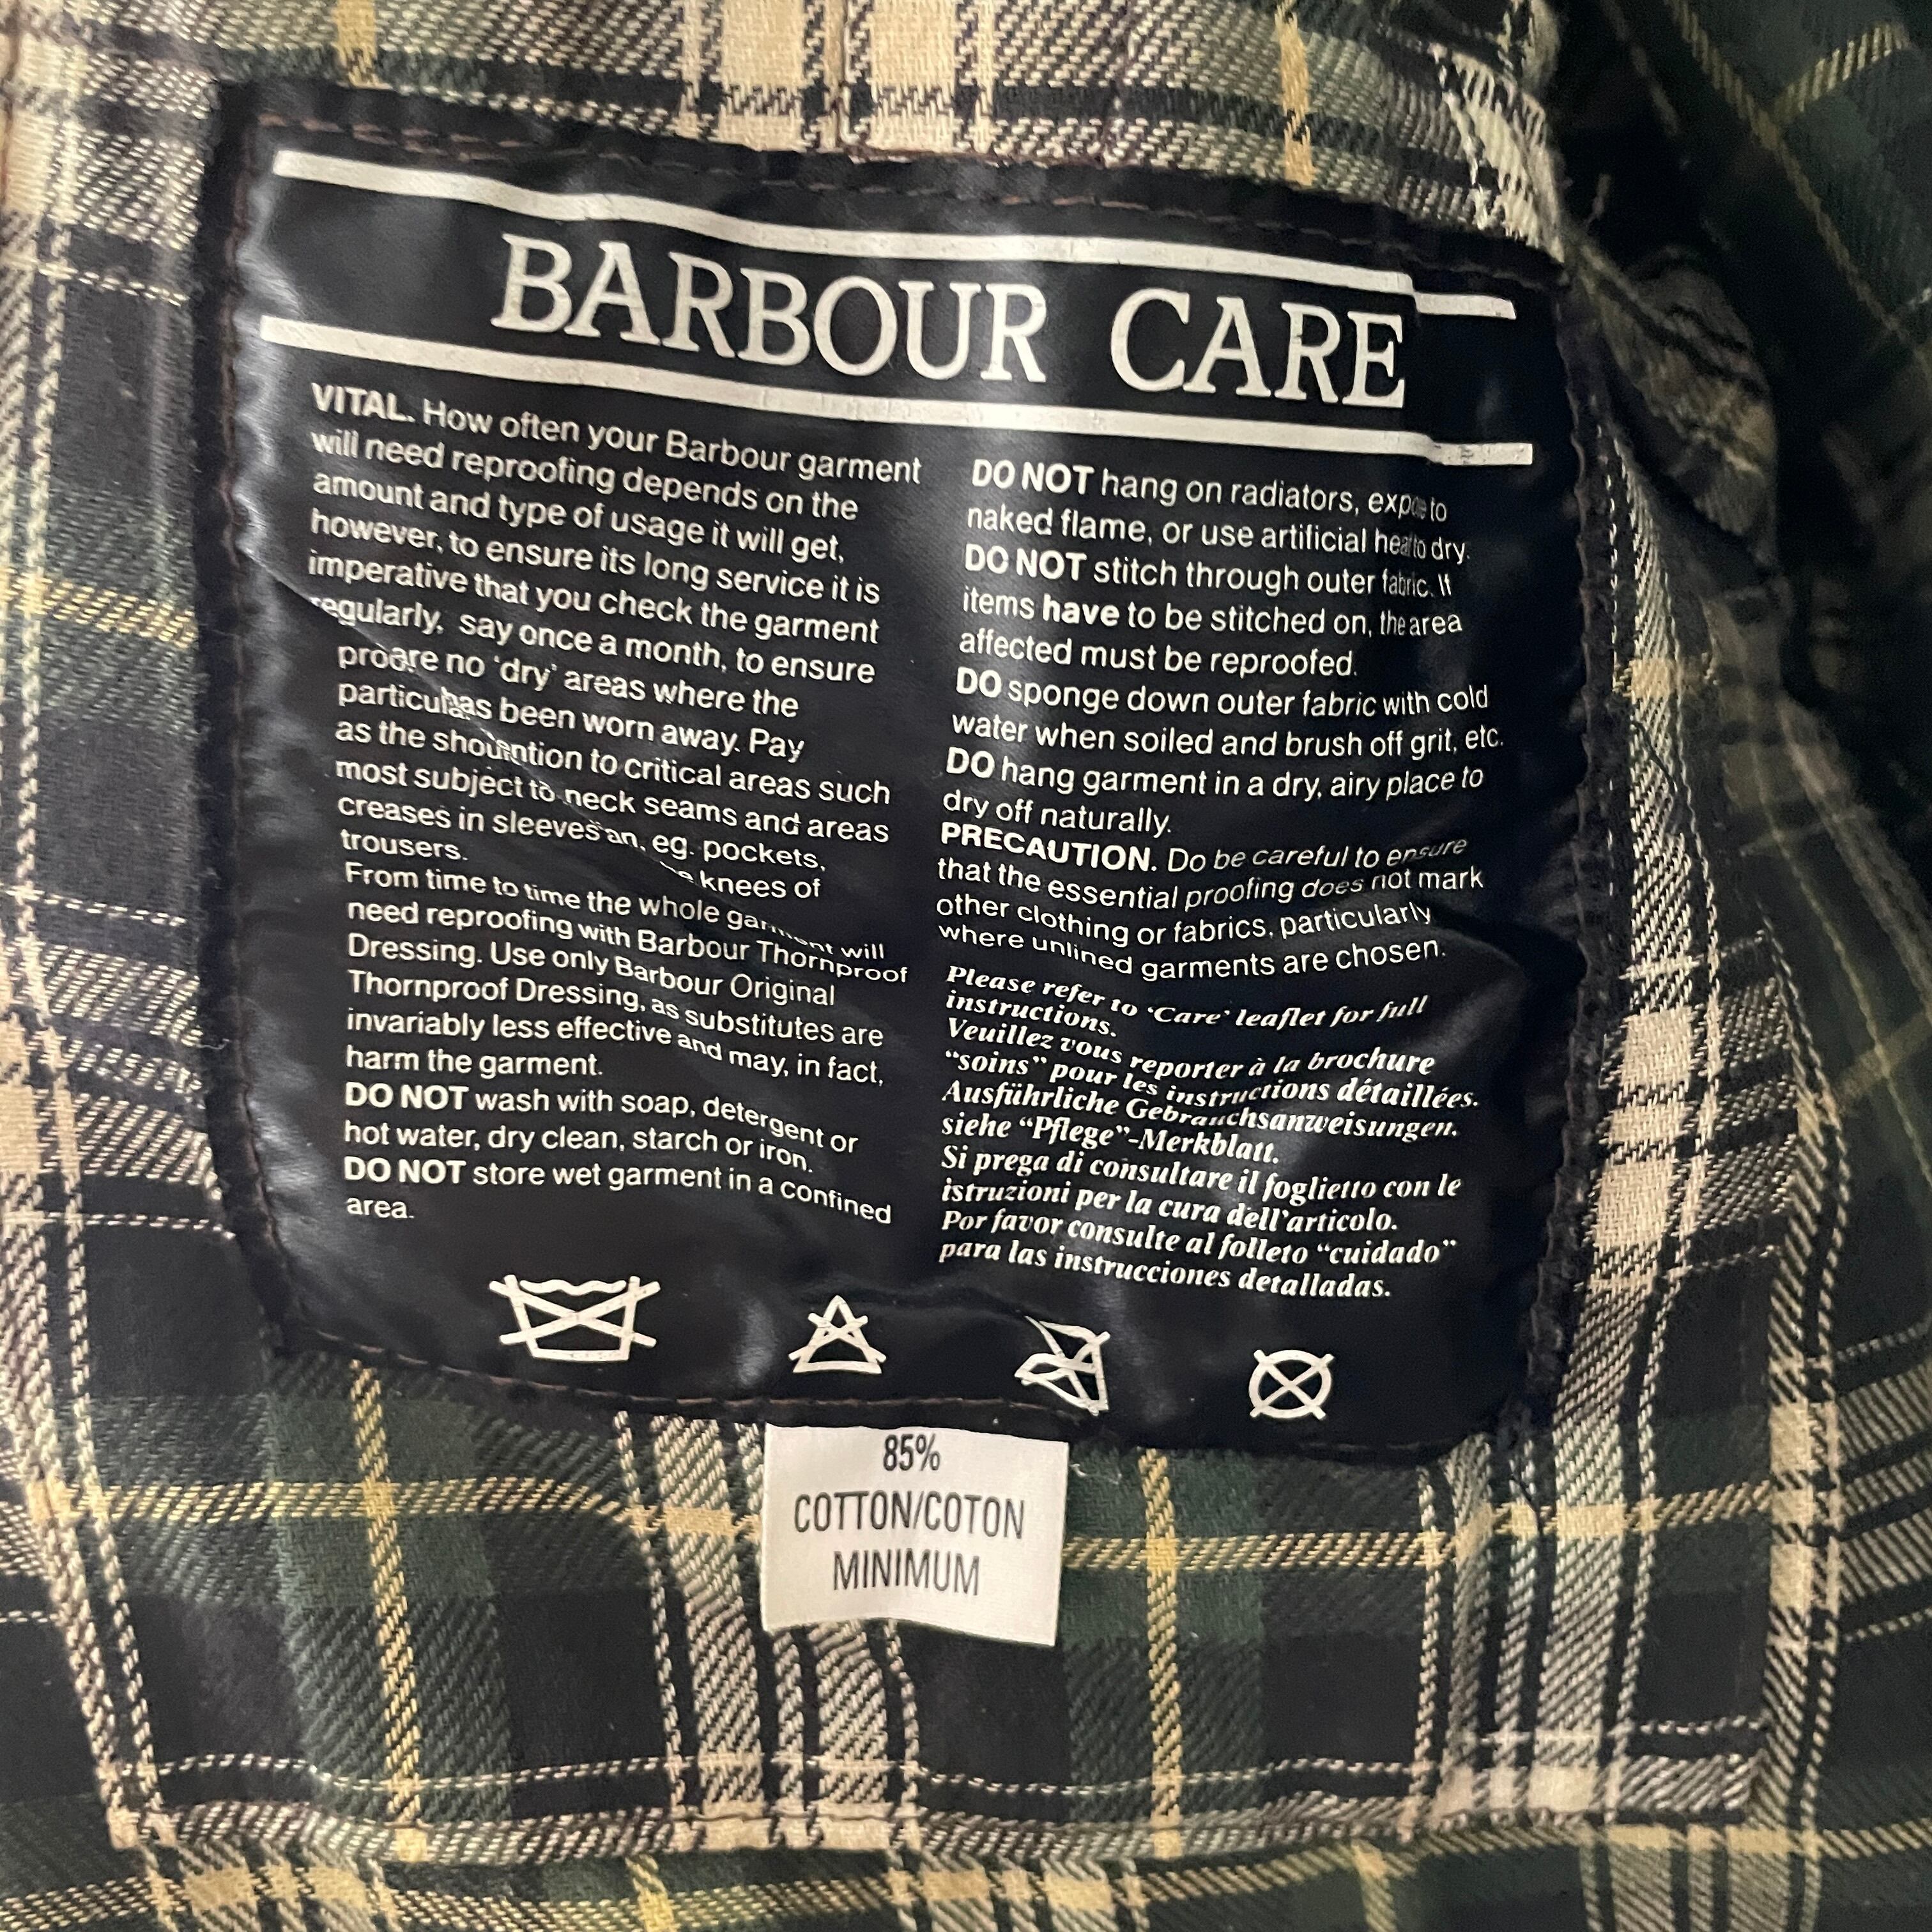 BARBOUR CARE
VITAL. How often your Barbour garment
will need reproofing depends on the
amount and type of usage it will get,
however, to ensure its long service it is
imperative that you check the garment
regularly, say once a month, to ensure
are no ‘dry’ areas where the
has been worn away. Pay
as the to critical areas such
most subject to neck seams and areas
creases in sleeves eg. pockets,
trousers. knees of
From time to time the whole garment will
need reproofing with Barbour Thornproof
Dressing. Use only Barbour Original
Thornproof Dressing, as substitutes are
invariably less effective and may, in fact,
harm the garment.
DO NOT wash with soap, detergent or
hot water, dry clean, starch or iron.
DO NOT store wet garment in a confined
area.
DO NOT hang on radiators, to
naked flame, or use artificial heat to dry.
DO NOT stitch through outer fabric. If
items have to be stitched on, the area
affected must be reproofed.
DO sponge down outer fabric with cold
water when soiled and brush off grit, etc.
DO hang garment in a dry, airy place to
dry off naturally.
PRECAUTION. Do be careful to ensure
that the essential proofing does not mark
other clothing or fabrics, particularly
where unlined garments are chosen.
Please refer to ‘Care’ leaflet for full
instructions.
Veuillez vous reporter à la brochure
“soins” pour les instructions détaillées.
Ausführliche Gebrauchsanweisungen.
siehe “Pflege”-Merkblatt.
Si prega di consultare il foglietto con le
istruzioni per la cura dell'articolo.
Por favor consulte al folleto “cuidado”
para las instrucciones detalladas.
85%
COTTON/COTON
MINIMUM